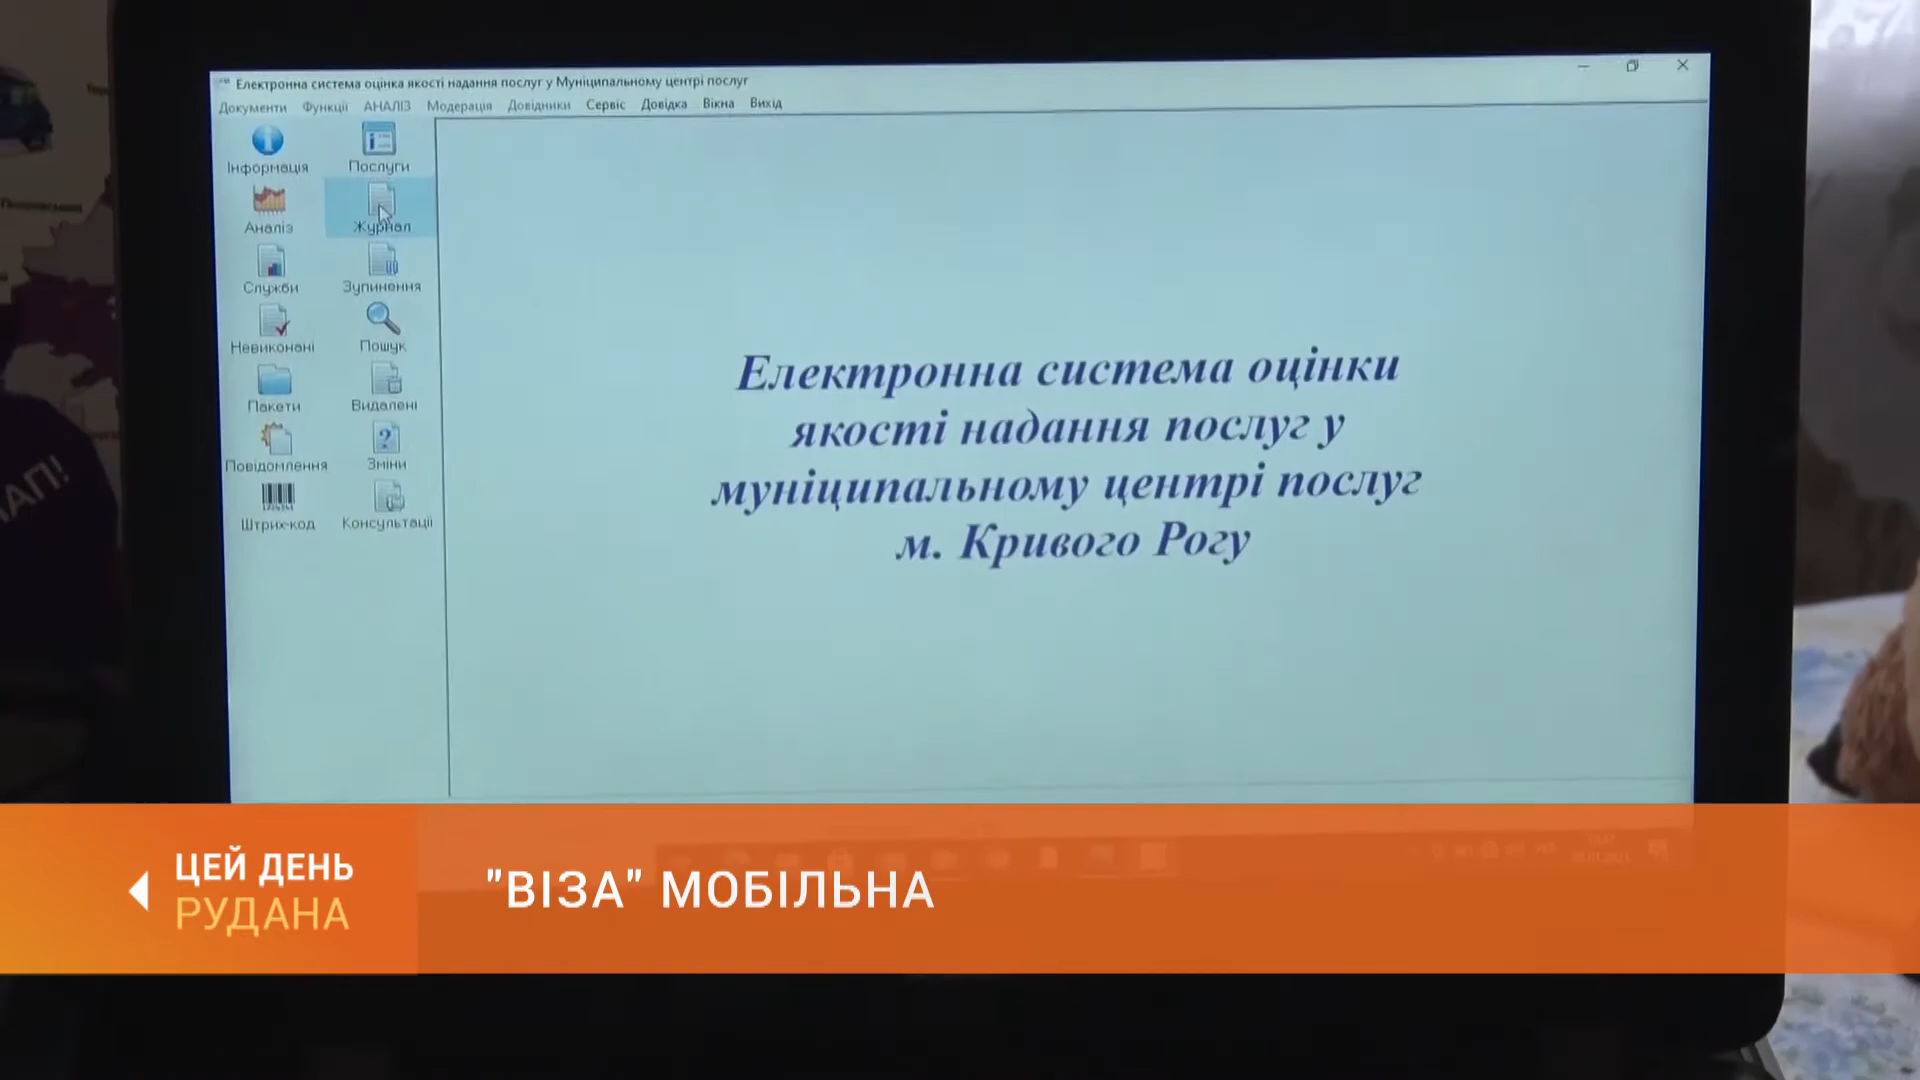 Електронна система оцінка якості надання послуг у Муніципальному центрі послуг
Документи Функції АНАЛІЗ Модерація Довідники Сервіс Довідка Вікна Вихід
Інформація Послуги
Аналіз Журнал
Служби Зупинення
Невиконані Пошук
Пакети Видалені
Повідомлення Зміни
Штрих-код Консультації
Електронна система оцінки
якості надання послуг у
муніципальному центрі послуг
м. Кривого Рогу
ЦЕЙ ДЕНЬ
РУДАНА
"ВІЗА" МОБІЛЬНА